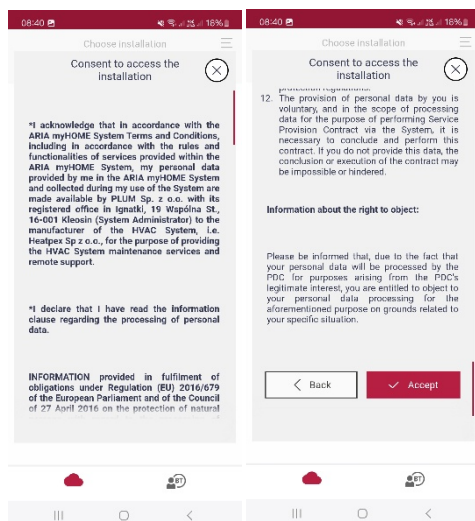 08:40
16%
Choose installation
Consent to access the
installation
*I acknowledge that in accordance with the
ARIA myHOME System Terms and Conditions,
including in accordance with the rules and
functionalities of services provided within the
ARIA myHOME System, my personal data
provided by me in the ARIA myHOME System
and collected during my use of the System are
made available by PLUM Sp. z o.o. with its
registered office in Ignatki, 19 Wspólna St.,
16-001 Kleosin (System Administrator) to the
manufacturer of the HVAC System, i.e.
Heatpex Sp z o.o., for the purpose of providing
the HVAC System maintenance services and
remote support.
*I declare that I have read the information
clause regarding the processing of personal
data.
INFORMATION provided in fulfilment of
obligations under Regulation (EU) 2016/679
of the European Parliament and of the Council
of 27 April 2016 on the protection of natural
BT
08:40
16%
Choose installation
Consent to access the
installation
protection regulations.
12. The provision of personal data by you is
voluntary, and in the scope of processing
data for the purpose of performing Service
Provision Contract via the System, it is
necessary to conclude and perform this
contract. If you do not provide this data, the
conclusion or execution of the contract may
be impossible or hindered.
Information about the right to object:
Please be informed that, due to the fact that
your personal data will be processed by the
PDC for purposes arising from the PDC's
legitimate interest, you are entitled to object to
your personal data processing for the
aforementioned purpose on grounds related to
your specific situation.
Back
Accept
BT